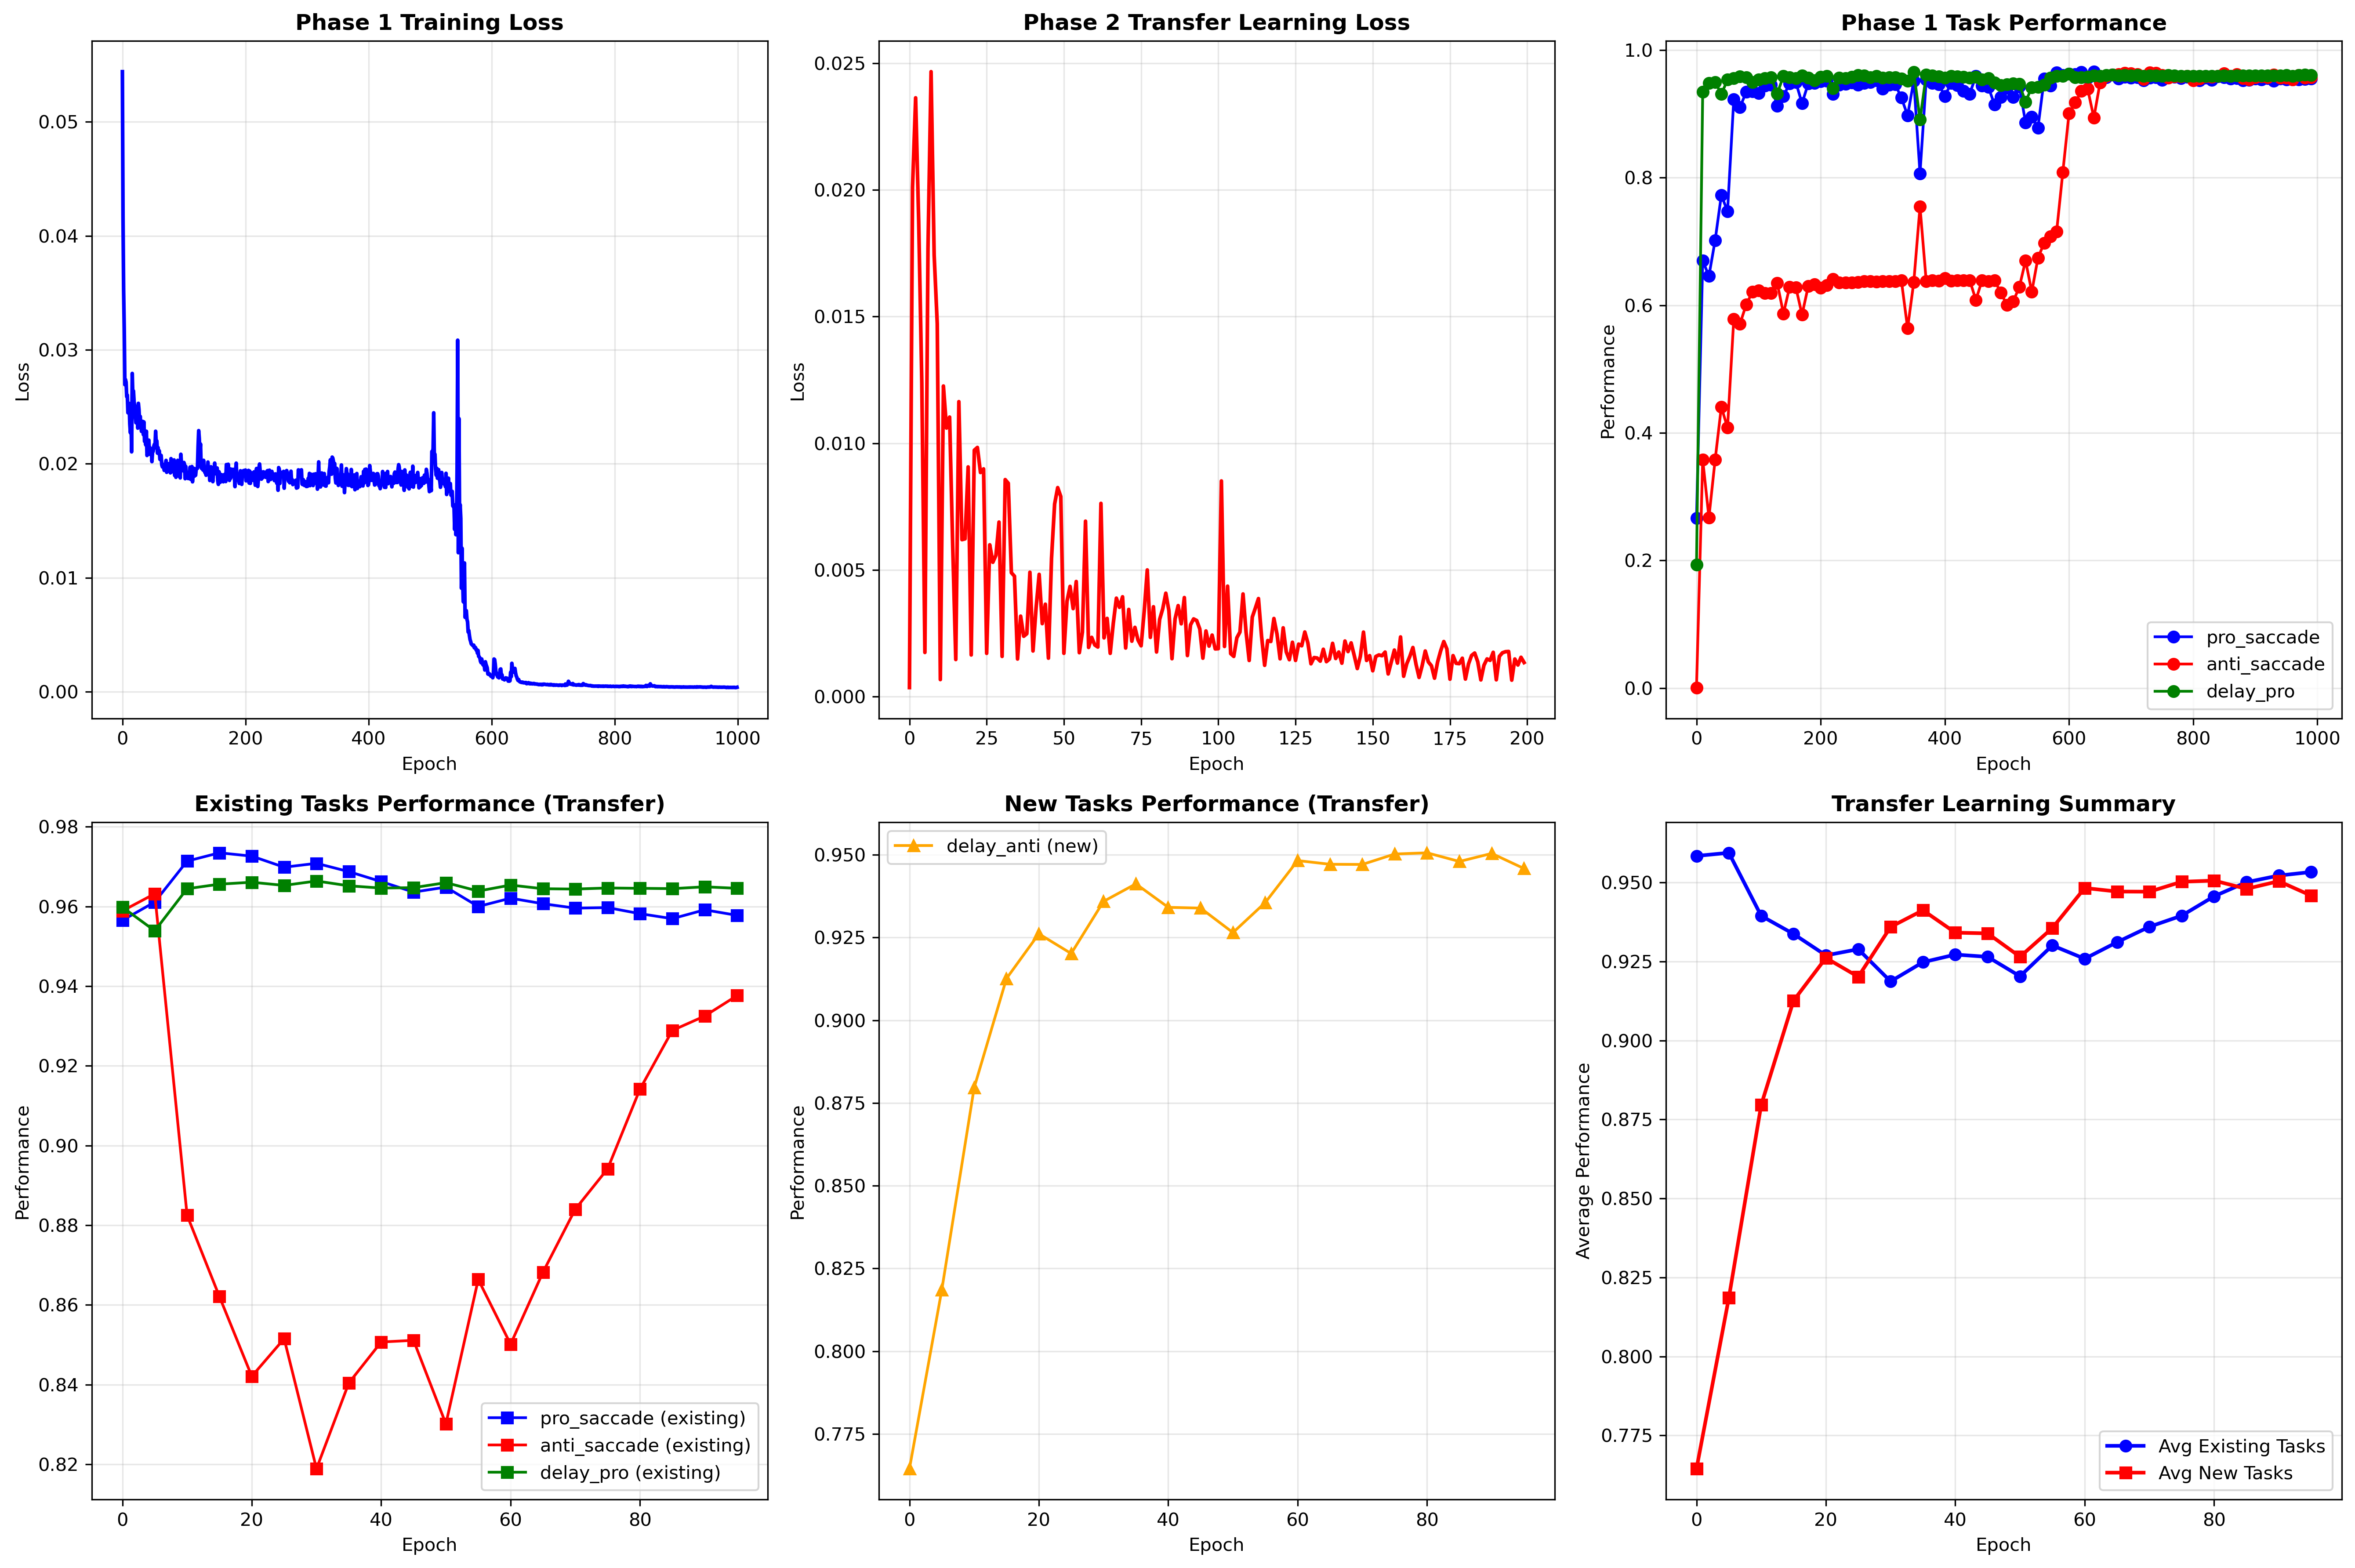 Phase 1 Training Loss
Loss
0.05
0.04
0.03
0.02
0.01
0.00
0 200 400 600 800 1000
Epoch
Phase 2 Transfer Learning Loss
Loss
0.025
0.020
0.015
0.010
0.005
0.000
0 25 50 75 100 125 150 175 200
Epoch
Phase 1 Task Performance
Performance
1.0
0.8
0.6
0.4
0.2
0.0
pro_saccade
anti_saccade
delay_pro
0 200 400 600 800 1000
Epoch
Existing Tasks Performance (Transfer)
Performance
0.98
0.96
0.94
0.92
0.90
0.88
0.86
0.84
0.82
pro_saccade (existing)
anti_saccade (existing)
delay_pro (existing)
0 20 40 60 80
Epoch
New Tasks Performance (Transfer)
Performance
delay_anti (new)
0.950
0.925
0.900
0.875
0.850
0.825
0.800
0.775
0 20 40 60 80
Epoch
Transfer Learning Summary
Average Performance
0.950
0.925
0.900
0.875
0.850
0.825
0.800
0.775
Avg Existing Tasks
Avg New Tasks
0 20 40 60 80
Epoch